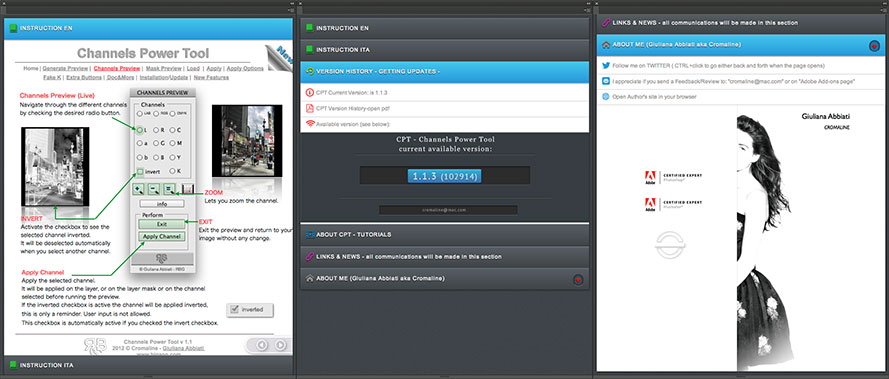 INSTRUCTION EN
Channels Power Tool
New
Home | Generate Preview | Channels Preview | Mask Preview | Load | Apply | Apply Options
Fake X | Extra Buttons | Doc&More | Installation/Update | New Features
Channels Preview (Live)
Navigate through the different channels
by checking the desired radio button.
CHANNELS PREVIEW
Channels
LAB RGB CMYK
L R C
a G M
b B Y
invert K
info
Perform
Exit
Apply Channel
© Giuliana Abbiati - RBG
ZOOM
Lets you zoom the channel.
EXIT
Exit the preview and return to your
image without any change.
INVERT
Activate the checkbox to see the
selected channel inverted.
It will be deselected automatically
when you select another channel.
Apply Channel
Apply the selected channel.
It will be applied on the layer, or on the layer mask or on the channel
selected before running the preview.
If the inverted checkbox is active the channel will be applied inverted,
this is only a reminder. User input is not allowed.
This checkbox is automatically active if you checked the invert checkbox.
inverted
Channels Power Tool v 1.1
2012 © Cromaline - Giuliana Abbiati
INSTRUCTION ITA
INSTRUCTION EN
INSTRUCTION ITA
VERSION HISTORY - GETTING UPDATES -
CPT Current Version: is 1.1.3
CPT Version History-open pdf!
Available version (see below):
CPT - Channels Power Tool
current available version:
1.1.3 (102914)
cromaline@mac.com
ABOUT CPT - TUTORIALS
LINKS & NEWS - all communications will be made in this section
ABOUT ME (Giuliana Abbiati aka Cromaline)
LINKS & NEWS - all communications will be made in this section
ABOUT ME (Giuliana Abbiati aka Cromaline)
Follow me on TWITTER ( CTRL+click to go either back and forth when the page opens)
I appreciate if you send a Feedback/Review to: "cromaline@mac.com" or on "Adobe Add-ons page"
Open Author's site in your browser
Giuliana Abbiati
CROMALINE
Adobe CERTIFIED EXPERT
Photoshop
Adobe CERTIFIED EXPERT
Illustrator